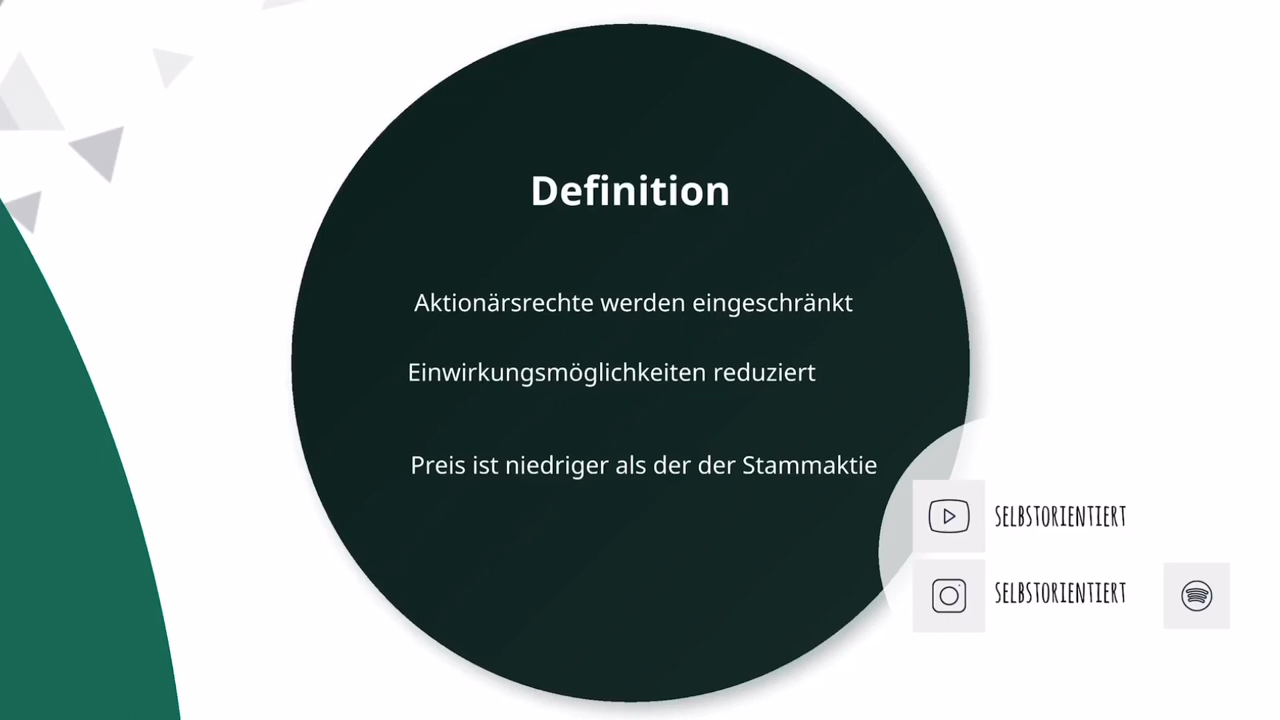 Definition
Aktionärsrechte werden eingeschränkt
Einwirkungsmöglichkeiten reduziert
Preis ist niedriger als der der Stammaktie
SELBSTORIENTIERT
SELBSTORIENTIERT